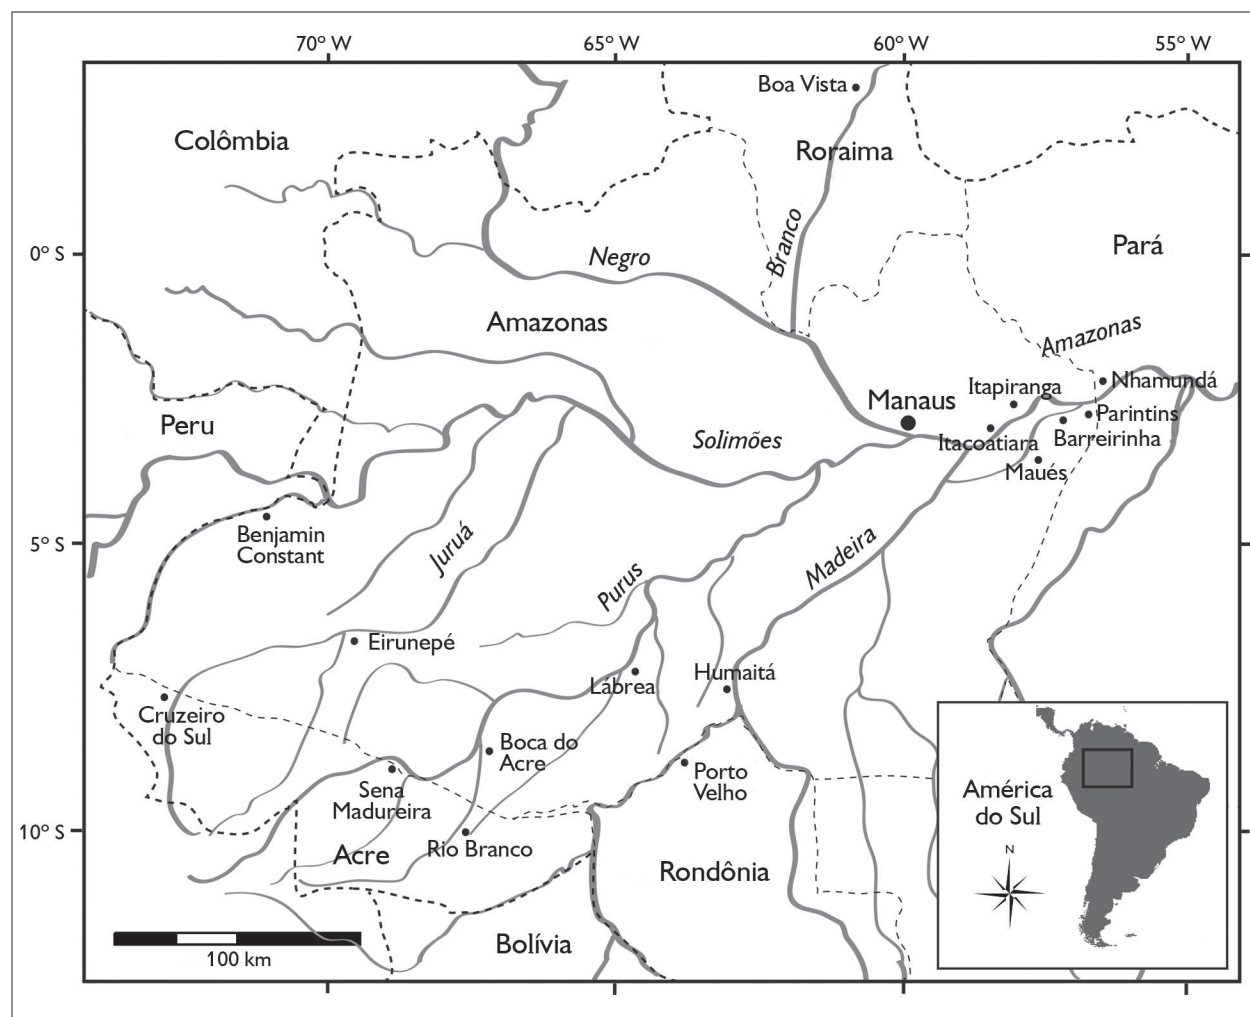 70° W
65° W
60° W
55° W
Boa Vista
Colômbia
Roraima
Branco
0° S
Negro
Pará
Amazonas
Amazonas
Nhamundá
Itapiranga
Manaus
Peru
Parintins
Solimões
Itacoatiara
Barreirinha
Maués
Benjamin
Constant
5° S
Juruá
Madeira
Purus
Eirunepé
Lábrea
Humaitá
Cruzeiro
do Sul
Boca do
Acre
Porto
Velho
Sena
Madureira
América
do Sul
10° S
Acre
Rio Branco
N
Rondônia
Bolívia
100 km